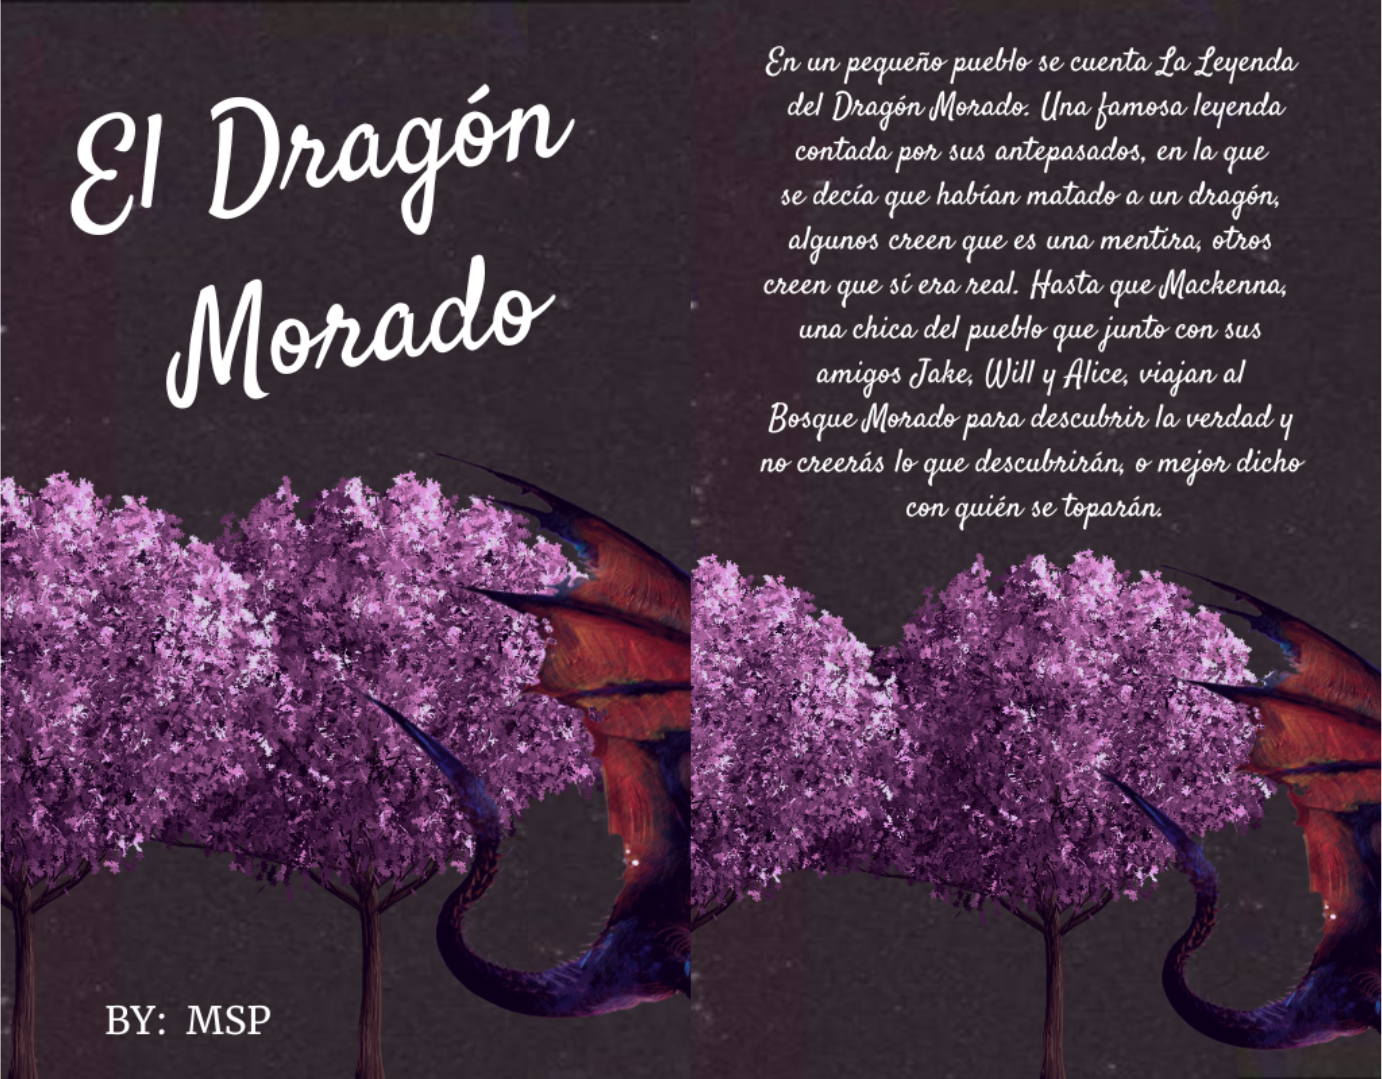 El Dragón
Morado
BY: MSP
En un pequeño pueblo se cuenta La Leyenda
del Dragón Morado. Una famosa leyenda
contada por sus antepasados, en la que
se decía que habían matado a un dragón,
algunos creen que es una mentira, otros
creen que sí era real. Hasta que Mackenna,
una chica del pueblo que junto con sus
amigos Jake, Will y Alice, viajan al
Bosque Morado para descubrir la verdad y
no creerás lo que descubrirán, o mejor dicho
con quién se toparán.